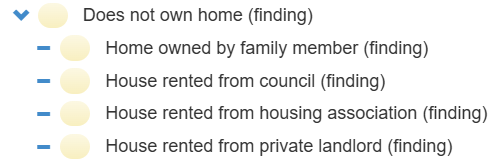 Does not own home (finding)
Home owned by family member (finding)
House rented from council (finding)
House rented from housing association (finding)
House rented from private landlord (finding)